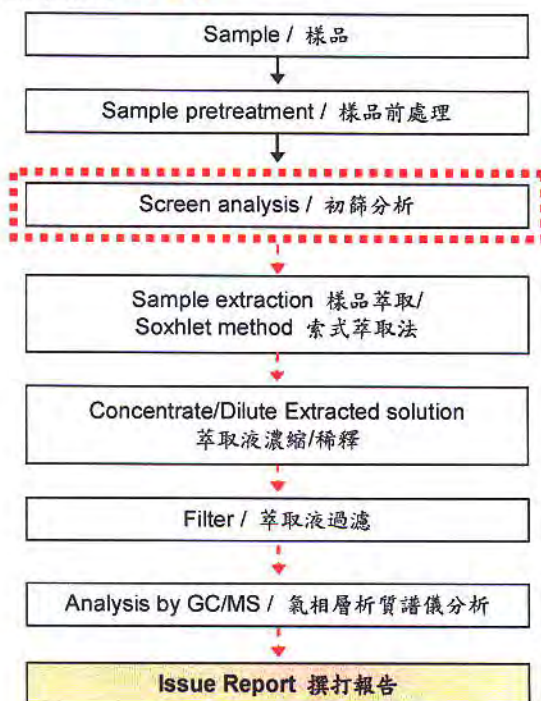 Sample / 樣品
Sample pretreatment / 樣品前處理
Screen analysis / 初篩分析
Sample extraction 樣品萃取/
Soxhlet method 索式萃取法
Concentrate/Dilute Extracted solution
萃取液濃縮/稀釋
Filter / 萃取液過濾
Analysis by GC/MS / 氣相層析質譜儀分析
Issue Report 撰打報告